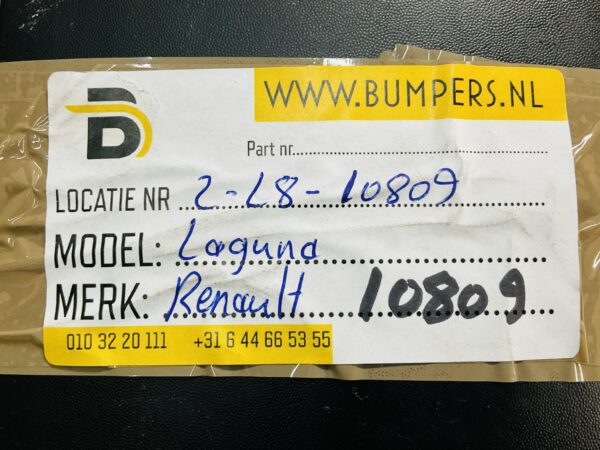 WWW.BUMPERS.NL
B
Part nr
LOCATIE NR 2-L8-10809
MODEL: Laguna
MERK: Renault 10809
010 32 20 111 +31 6 44 66 53 55